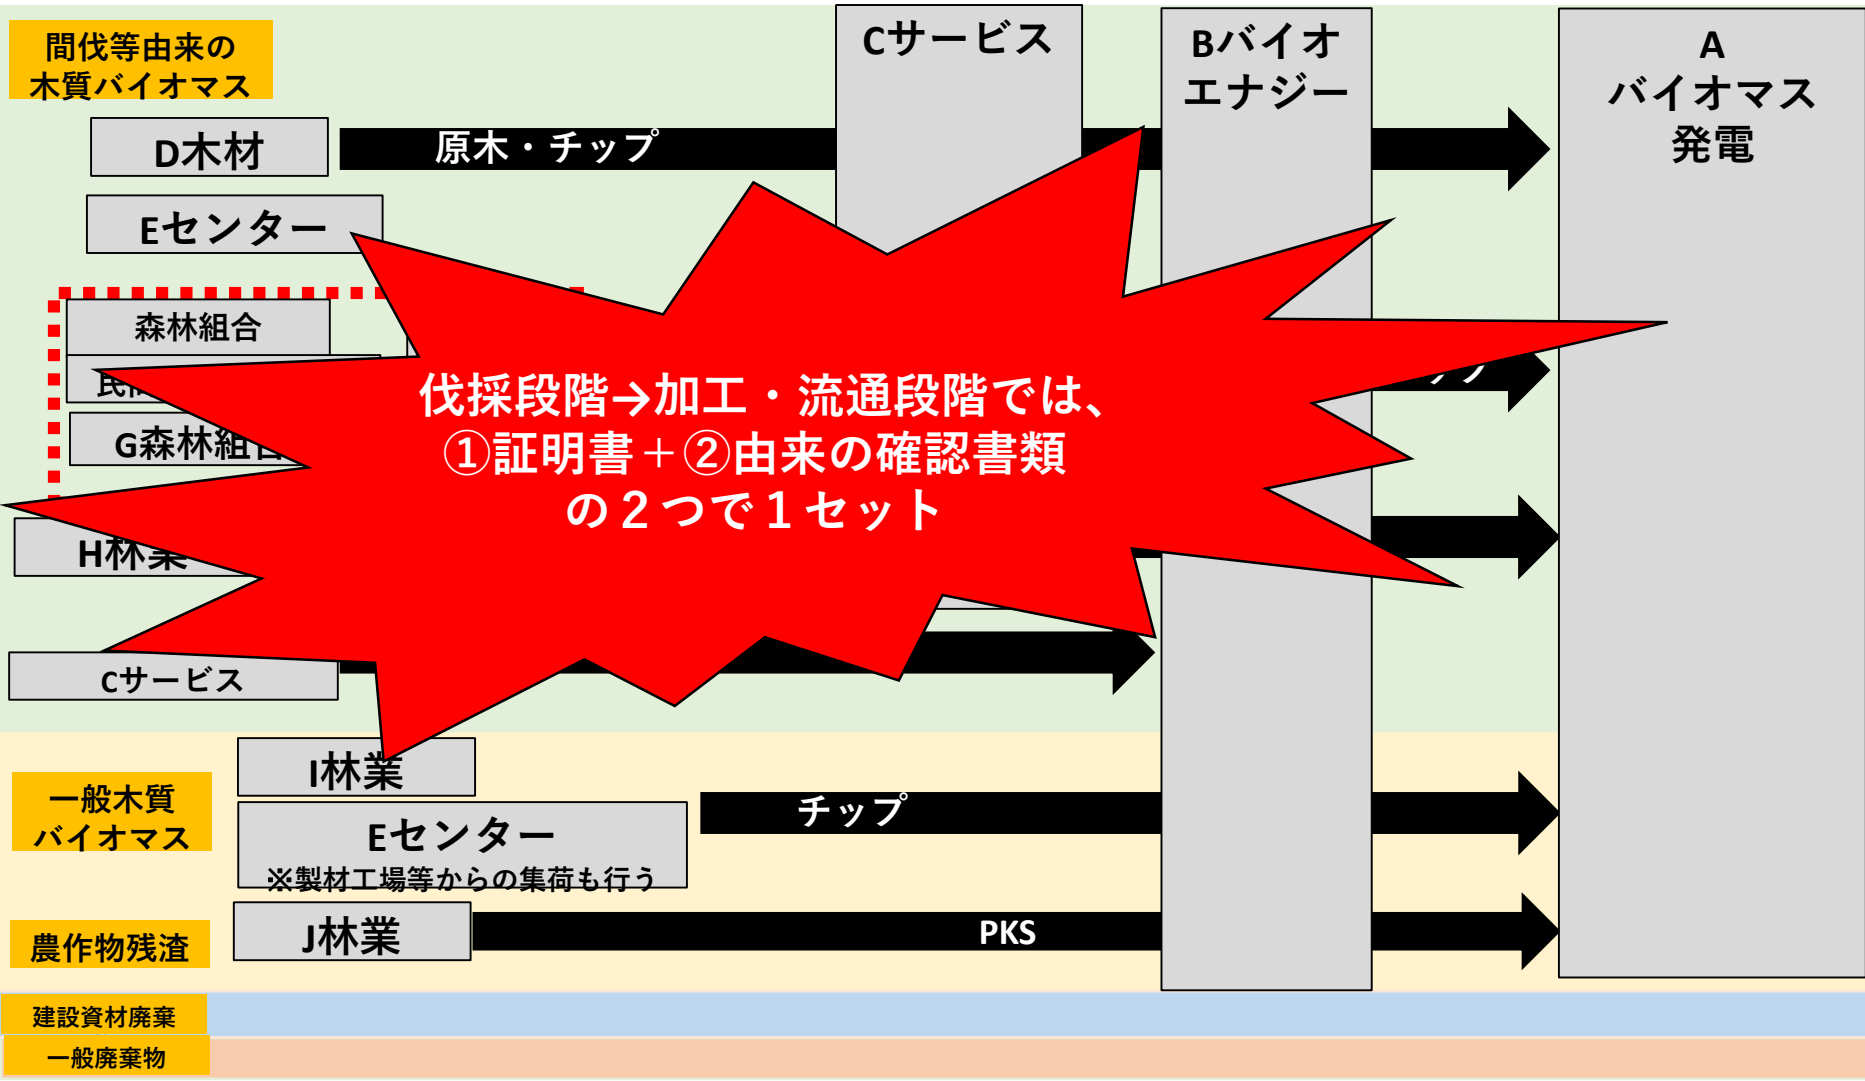 間伐等由来の
木質バイオマス
Cサービス
Bバイオ
エナジー
A
バイオマス
発電
D木材
原木・チップ
Eセンター
森林組合
G森林組合
H林業
伐採段階→加工・流通段階では、
①証明書＋②由来の確認書類
の２つで１セット
Cサービス
一般木質
バイオマス
I林業
Eセンター
※製材工場等からの集荷も行う
チップ
農作物残渣
J林業
PKS
建設資材廃棄
一般廃棄物